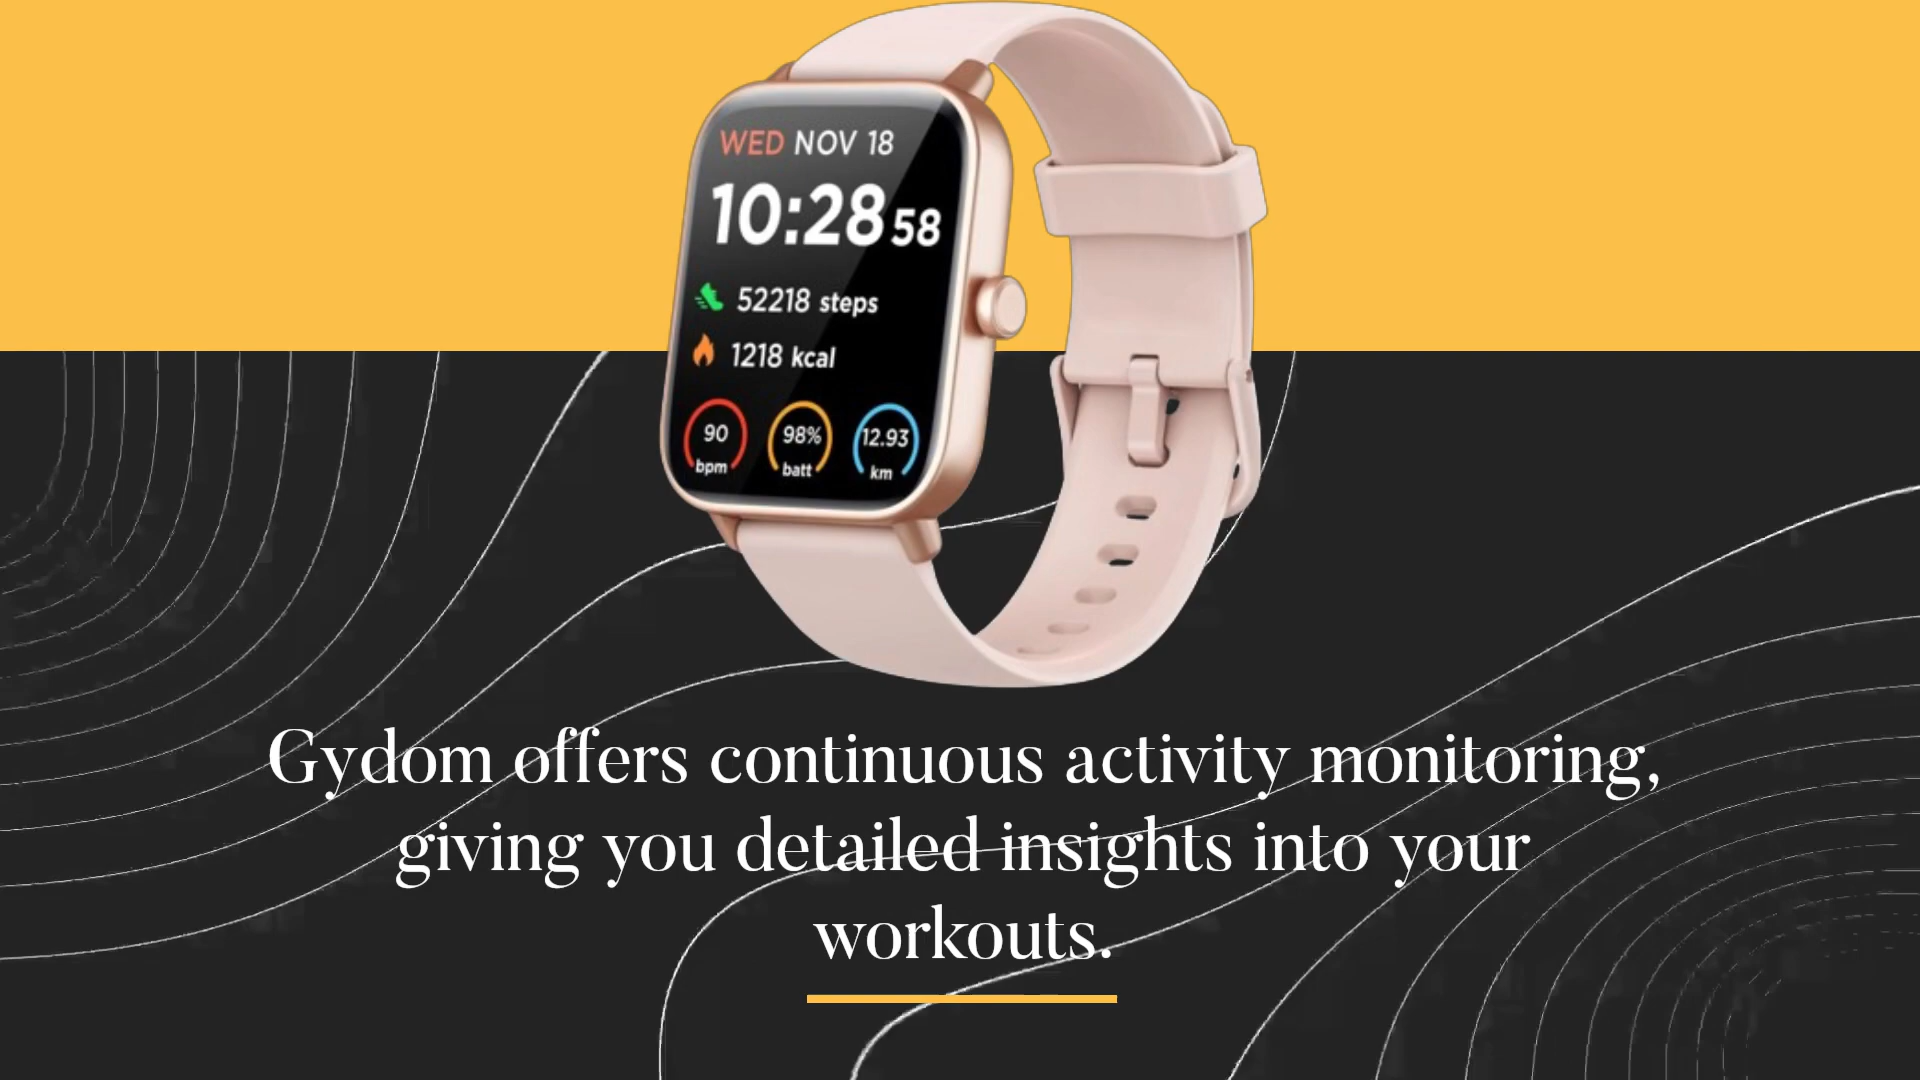 WED NOV 18
10:28 58
52218 steps
1218 kcal
90 98% 12.93
bpm batt km
Gydom offers continuous activity monitoring,
giving you detailed insights into your
workouts.